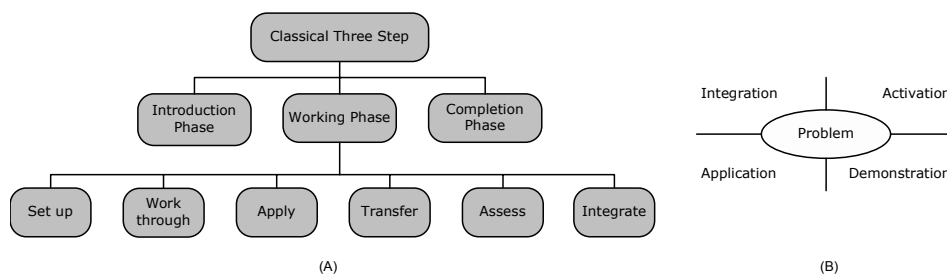 Classical Three Step
Introduction
Phase
Working Phase
Completion
Phase
Set up
Work
through
Apply
Transfer
Assess
Integrate
(A)
Integration
Activation
Problem
Application
Demonstration
(B)